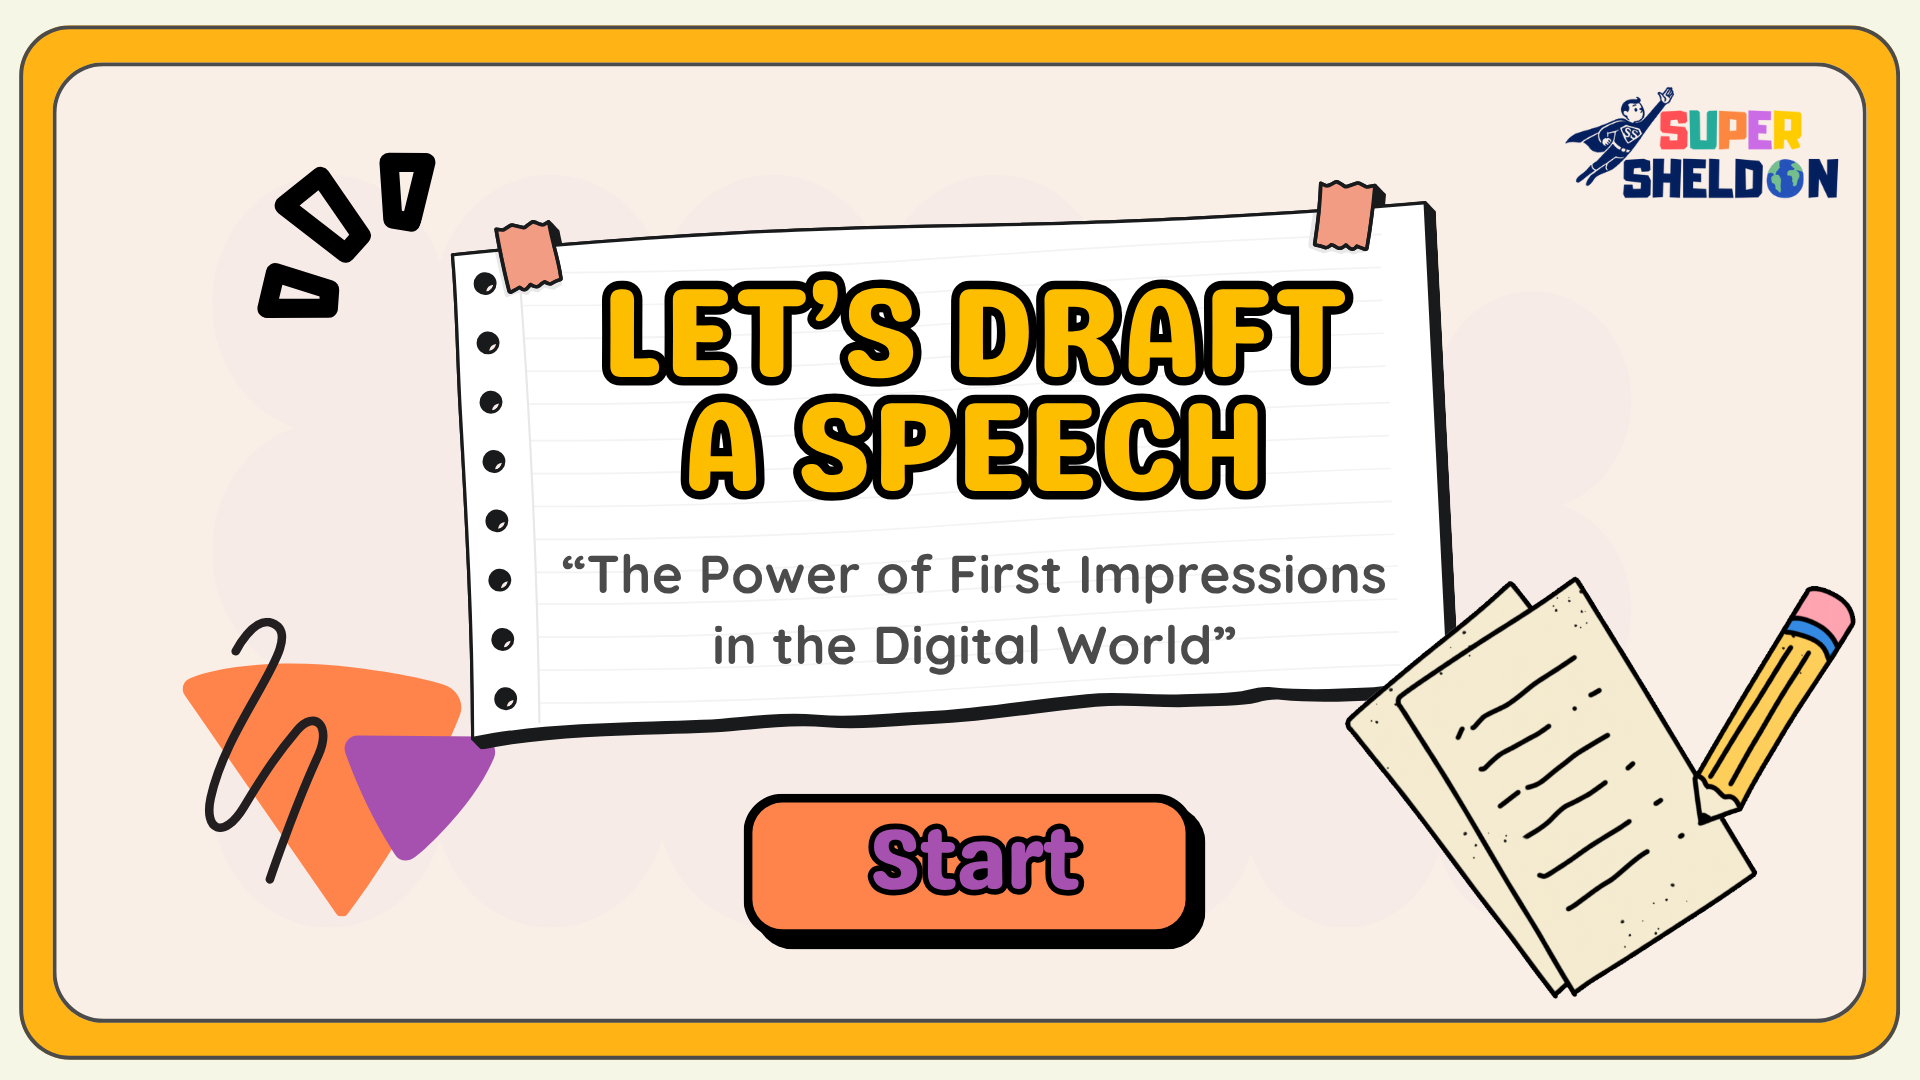 SUPER
SHELDON
LET’S DRAFT
A SPEECH
“The Power of First Impressions
in the Digital World”
Start